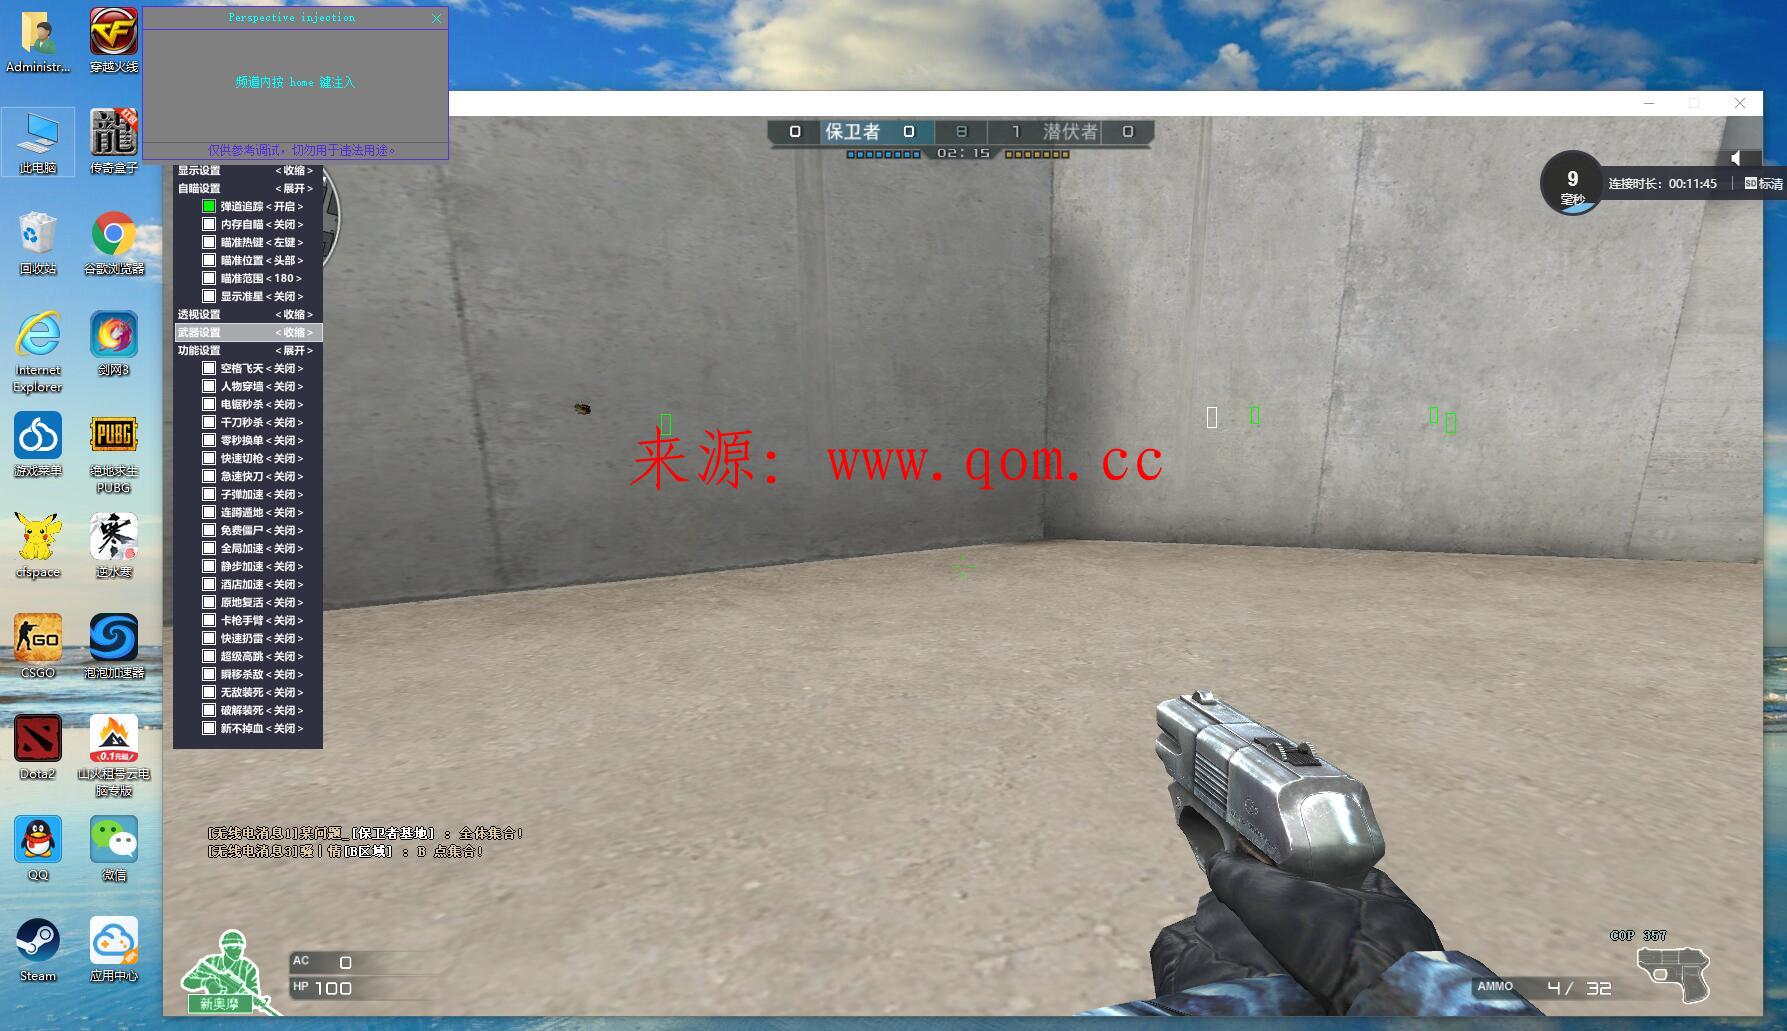 Administr...
穿越火线
此电脑
传奇盒子
回收站
谷歌浏览器
Internet
Explorer
剑网3
游戏菜单
绝地求生
PUBG
cfspace
逆水寒
CSGO
泡泡加速器
Dota2
山火租号云电
脑专版
QQ
微信
Steam
应用中心
PUBG
寒
GO
0.1元起
Perspective injection
频道内按 home 键注入
仅供参考调试，切勿用于违法用途。
显示设置 <收缩>
自瞄设置 <展开>
弹道追踪<开启>
内存自瞄<关闭>
瞄准热键<左键>
瞄准位置<头部>
瞄准范围<180>
显示准星<关闭>
透视设置 <收缩>
武器设置 <收缩>
功能设置 <展开>
空格飞天<关闭>
人物穿墙<关闭>
电锯秒杀<关闭>
干刀秒杀<关闭>
零秒换单<关闭>
快速切枪<关闭>
急速快刀<关闭>
子弹加速<关闭>
连蹲遁地<关闭>
免费僵尸<关闭>
全局加速<关闭>
静步加速<关闭>
酒店加速<关闭>
原地复活<关闭>
卡枪手臂<关闭>
快速扔雷<关闭>
超级高跳<关闭>
瞬移杀敌<关闭>
无敌装死<关闭>
破解装死<关闭>
新不掉血<关闭>
0 保卫者 0 8 1 潜伏者 0
02:15
9
毫秒
连接时长：00:11:45
SD 标清
来源：www.qom.cc
[无线电消息1]某问题_[保卫者基地] : 全体集合!
[无线电消息3]骚丨情[B区域] : B 点集合!
新奥摩
AC 0
HP 100
COP 357
AMMO 4/ 32